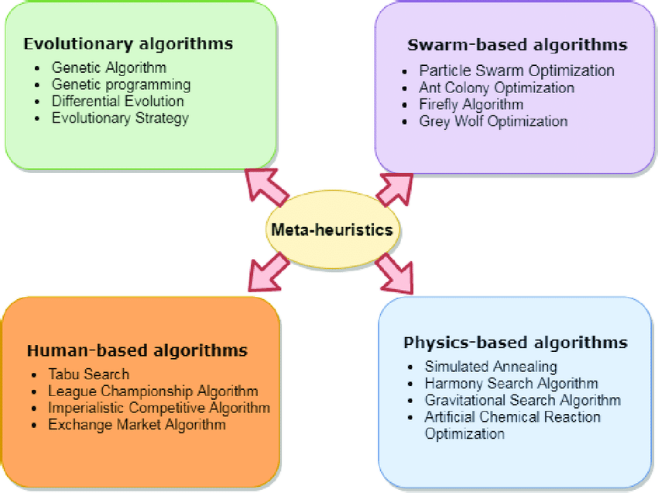 Evolutionary algorithms
• Genetic Algorithm
• Genetic programming
• Differential Evolution
• Evolutionary Strategy
Swarm-based algorithms
• Particle Swarm Optimization
• Ant Colony Optimization
• Firefly Algorithm
• Grey Wolf Optimization
Meta-heuristics
Human-based algorithms
• Tabu Search
• League Championship Algorithm
• Imperialistic Competitive Algorithm
• Exchange Market Algorithm
Physics-based algorithms
• Simulated Annealing
• Harmony Search Algorithm
• Gravitational Search Algorithm
• Artificial Chemical Reaction
Optimization